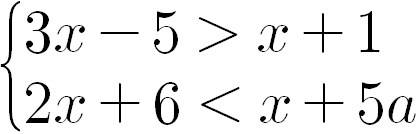 3x − 5 > x + 1
2x + 6 < x + 5a